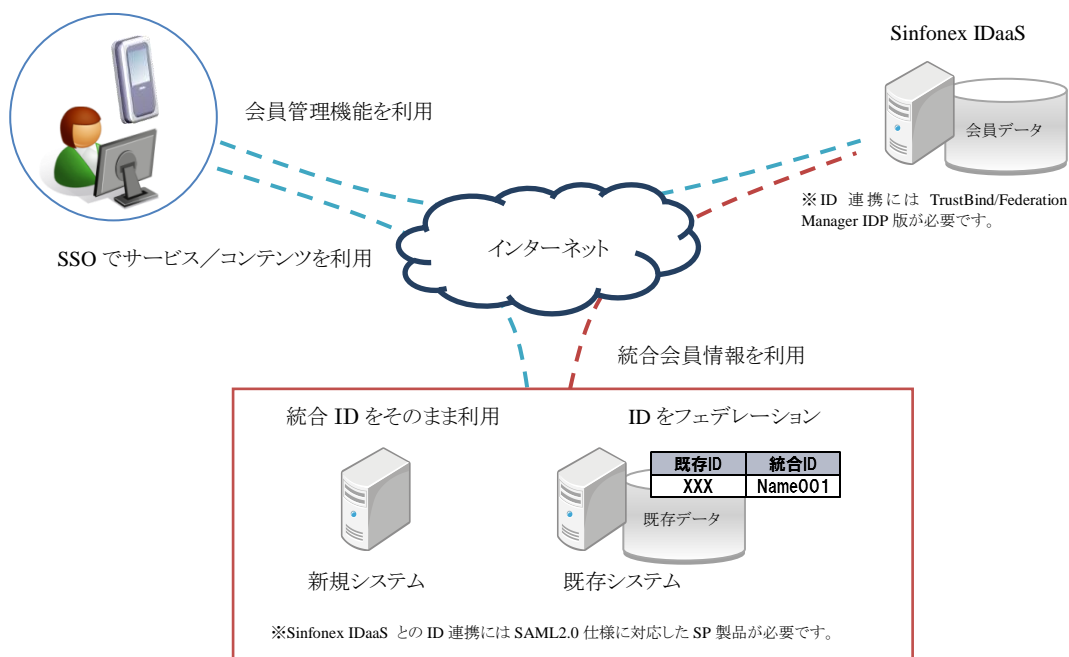 Sinfonex IDaaS
会員管理機能を利用
会員データ
※ID 連携には TrustBind/Federation
Manager IDP 版が必要です。
SSO でサービス／コンテンツを利用
インターネット
統合会員情報を利用
統合 ID をそのまま利用
ID をフェデレーション
既存ID 統合ID
XXX Name001
既存データ
新規システム
既存システム
※Sinfonex IDaaS との ID 連携には SAML2.0 仕様に対応した SP 製品が必要です。